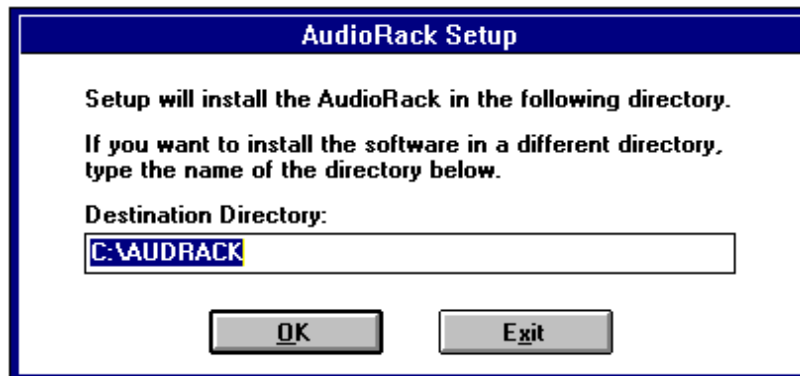 AudioRack Setup
Setup will install the AudioRack in the following directory.
If you want to install the software in a different directory,
type the name of the directory below.
Destination Directory:
C:\AUDRACK
OK
Exit